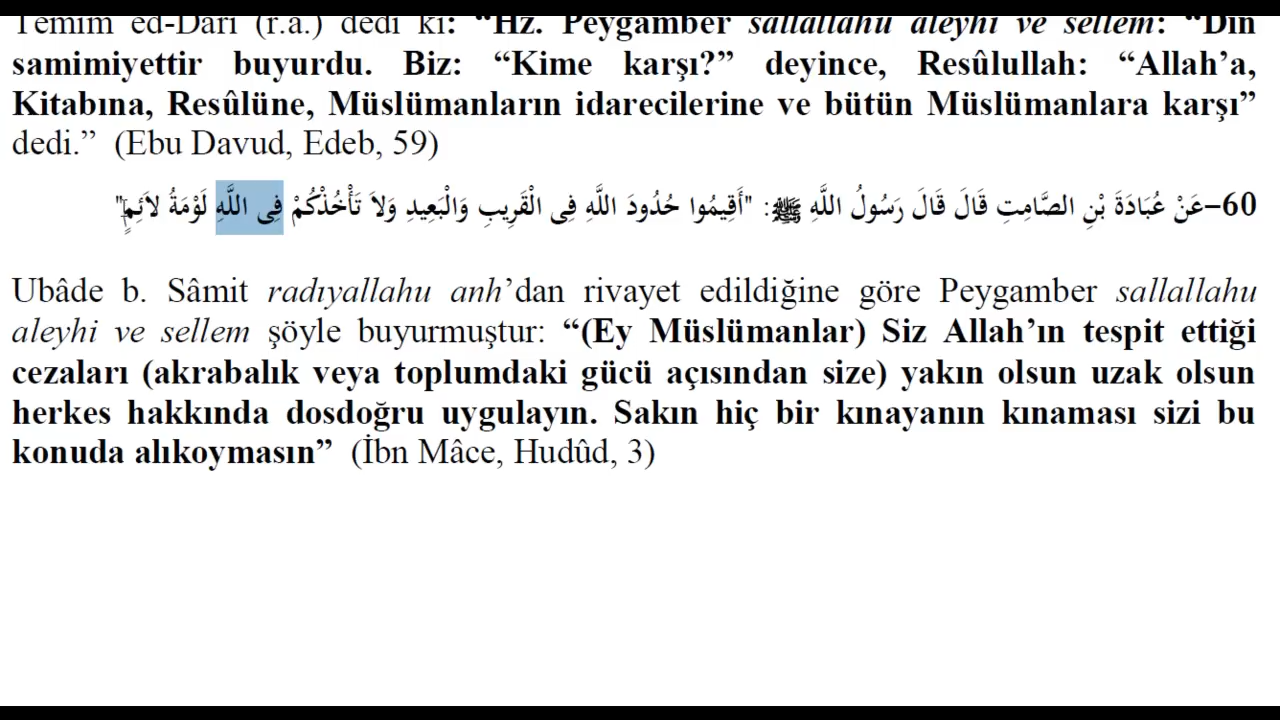 Temim ed-Dari (r.a.) dedi ki: “Hz. Peygamber sallallahu aleyhi ve sellem: “Din
samimiyettir buyurdu. Biz: “Kime karşı?” deyince, Resûlullah: “Allah’a,
Kitabına, Resûlüne, Müslümanların idarecilerine ve bütün Müslümanlara karşı”
dedi.” (Ebu Davud, Edeb, 59)
60–عَنْ عُبَادَةَ بْنِ الصَّامِتِ قَالَ قَالَ رَسُولُ اللَّهِ ﷺ: "أَقِيمُوا حُدُودَ اللَّهِ فِى الْقَرِيبِ وَالْبَعِيدِ وَلاَ تَأْخُذْكُمْ فِى اللَّهِ لَوْمَةُ لاَئِمٍ"
Ubâde b. Sâmit radıyallahu anh’dan rivayet edildiğine göre Peygamber sallallahu
aleyhi ve sellem şöyle buyurmuştur: “(Ey Müslümanlar) Siz Allah’ın tespit ettiği
cezaları (akrabalık veya toplumdaki gücü açısından size) yakın olsun uzak olsun
herkes hakkında dosdoğru uygulayın. Sakın hiç bir kınayanın kınaması sizi bu
konuda alıkoymasın” (İbn Mâce, Hudûd, 3)